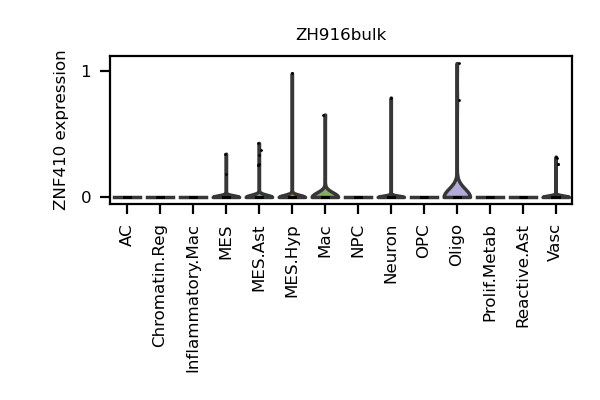 ZH916bulk
ZNF410 expression
1
0
AC
Chromatin.Reg
Inflammatory.Mac
MES
MES.Ast
MES.Hyp
Mac
NPC
Neuron
OPC
Oligo
Prolif.Metab
Reactive.Ast
Vasc